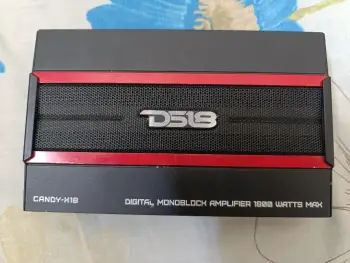 DS18
CANDY-X1B
DIGITAL MONOBLOCK AMPLIFIER 1800 WATTS MAX